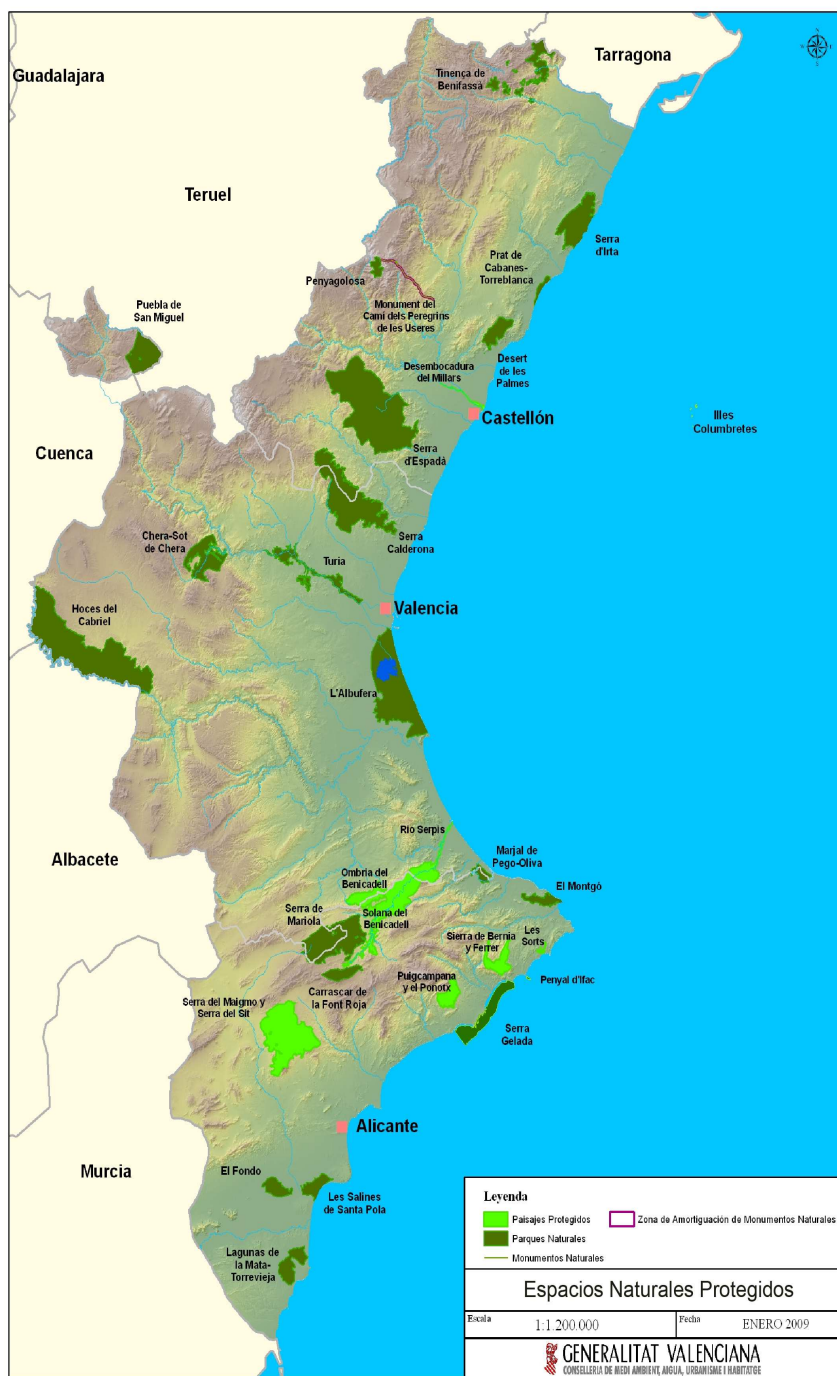 Tarragona
Guadalajara
Tinença de
Benifassà
Teruel
Serra
d'Irta
Prat de
Cabanes-
Torreblanca
Penyagolosa
Monument del
Camí dels Peregrins
de les Useres
Puebla de
San Miguel
Desembocadura
del Millars
Desert
de les
Palmes
Castellón
Illes
Columbretes
Cuenca
Serra
d'Espadà
Chera-Sot
de Chera
Serra
Calderona
Turia
Hoces del
Cabriel
Valencia
L'Albufera
Río Serpis
Albacete
Marjal de
Pego-Oliva
Ombria del
Benicadell
El Montgó
Serra de
Mariola
Solana del
Benicadell
Sierra de Bernia
y Ferrer
Les
Sorts
Penyal d'Ifac
Puigcampana
y el Ponotx
Carrascar de
la Font Roja
Serra del Maigmo y
Serra del Sit
Serra
Gelada
Alicante
Murcia
El Fondo
Les Salines
de Santa Pola
Lagunas de
la Mata-
Torrevieja
Leyenda
Paisajes Protegidos
Zona de Amortiguación de Monumentos Naturales
Parques Naturales
Monumentos Naturales
Espacios Naturales Protegidos
Escala 1:1.200.000 Fecha ENERO 2009
GENERALITAT VALENCIANA
CONSELLERIA DE MEDI AMBIENT, AIGUA, URBANISME I HABITATGE